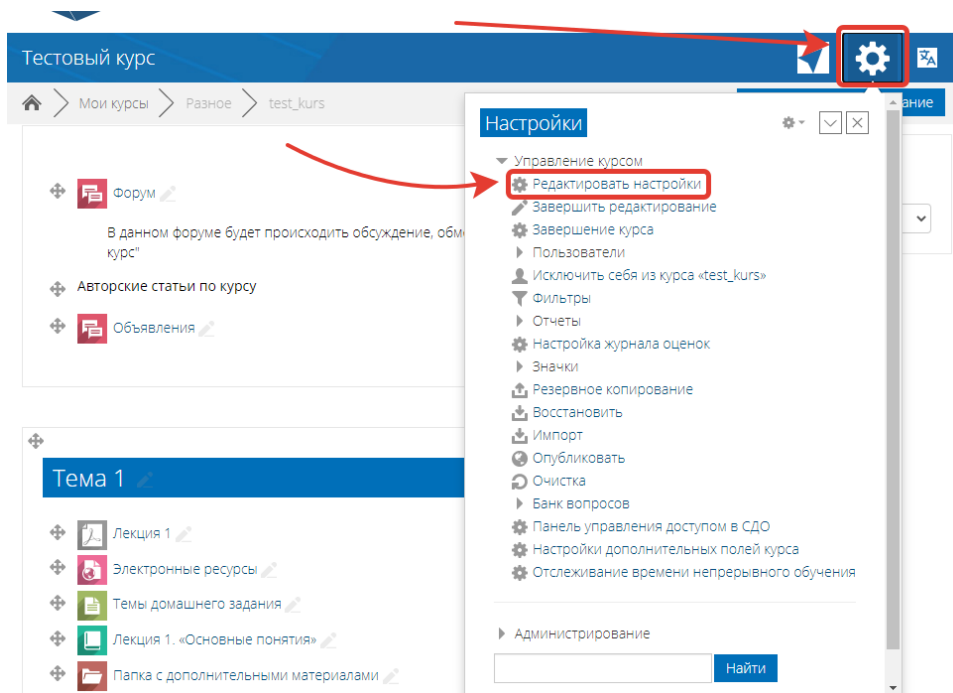 Тестовый курс
Мои курсы Разное test_kurs
Форум
В данном форуме будет происходить обсуждение,
курс"
Авторские статьи по курсу
Объявления
Тема 1
Лекция 1
Электронные ресурсы
Темы домашнего задания
Лекция 1. «Основные понятия»
Папка с дополнительными материалами
Настройки
Управление курсом
Редактировать настройки
Завершить редактирование
Завершение курса
Пользователи
Исключить себя из курса «test_kurs»
Фильтры
Отчеты
Настройка журнала оценок
Значки
Резервное копирование
Восстановить
Импорт
Опубликовать
Очистка
Банк вопросов
Панель управления доступом в СДО
Настройки дополнительных полей курса
Отслеживание времени непрерывного обучения
Администрирование
Найти